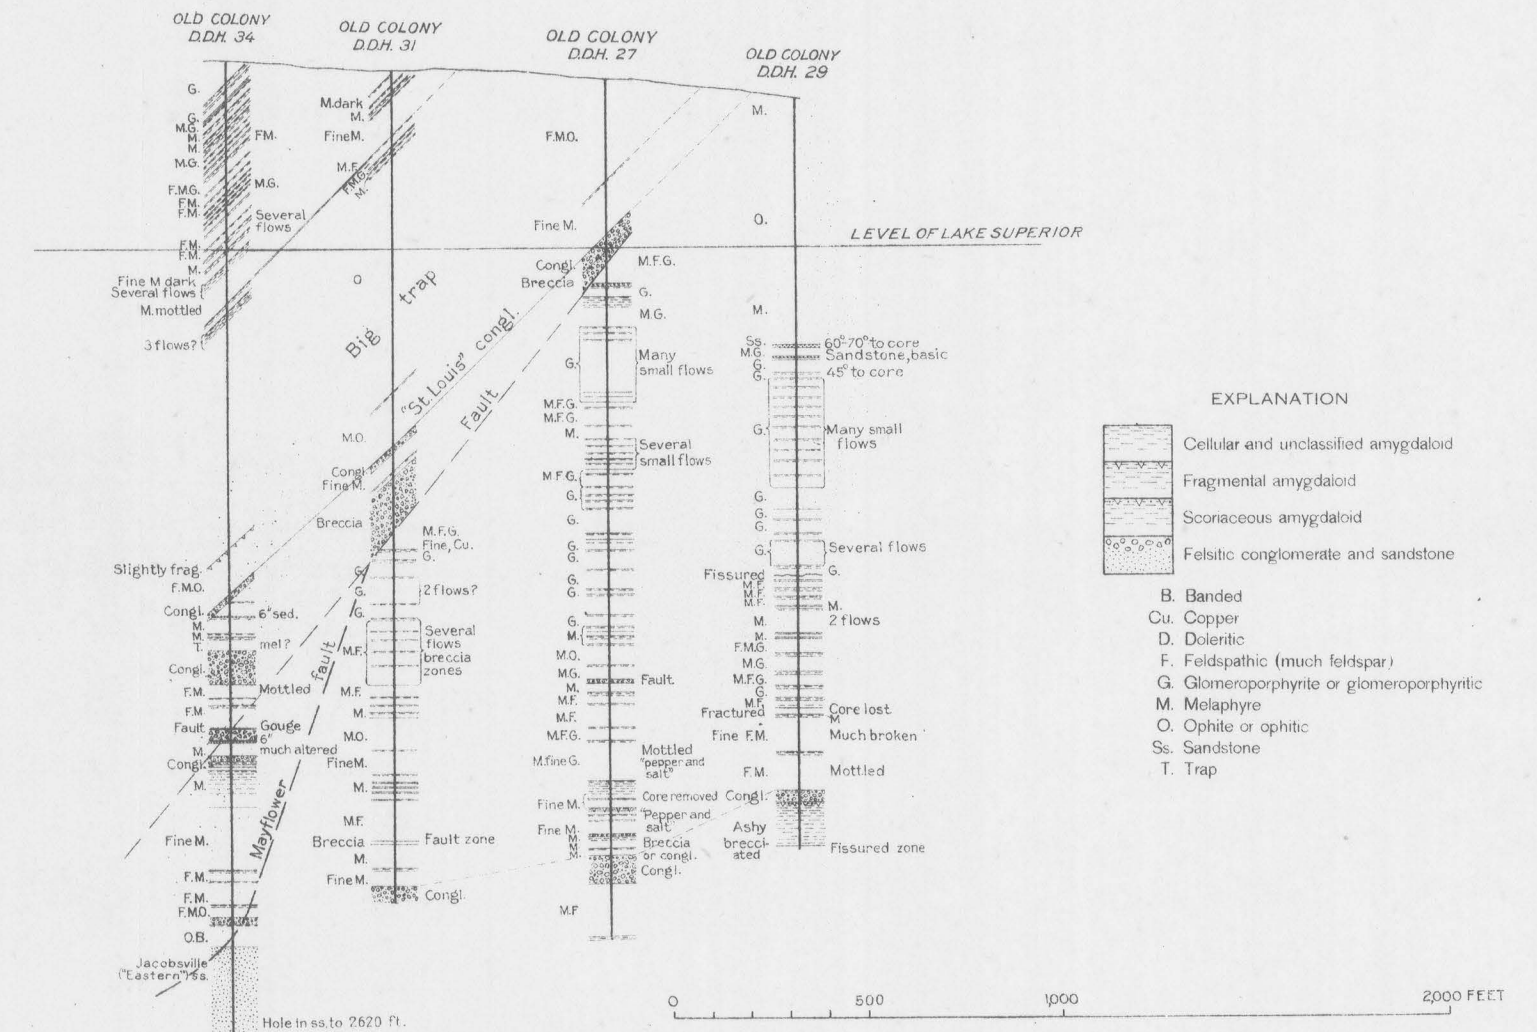 OLD COLONY
D.D.H. 34
OLD COLONY
D.D.H. 31
OLD COLONY
D.D.H. 27
OLD COLONY
D.D.H. 29
G.
G.
M.G.
M.
M.
M.G.
F.M.G.
F.M.
F.M.
F.M.
F.M.
M.
Fine M dark
Several flows
M. mottled
3 flows?
FM.
M.G.
Several
flows
Slightly frag.
F.M.O.
Congl.
M.
M.
T.
Congl.
F.M.
F.M.
Fault
M.
Congl.
M.
Fine M.
F.M.
F.M.
F.M.O.
O.B.
Jacobsville
("Eastern") ss.
6" sed.
mel?
Mottled
Gouge
6"
much altered
Hole in ss. to 2620 ft.
M.dark
M.
Fine M.
M.F.
F.M.G.
M.
O
Big trap
"St. Louis" congl.
Fault
Mayflower fault
M.O.
Congl.
Fine M.
Breccia
G.
G.
G.
M.F.
M.F.
M.
M.O.
Fine M.
M.
M.F.
Breccia
M.
Fine M.
M.F.G.
Fine, Cu.
G.
2 flows?
Several
flows
breccia
zones
Fault zone
Congl.
F.M.O.
Fine M.
Congl.
Breccia
G.
M.F.G.
M.F.G.
M.
M.F.G.
G.
G.
G.
G.
G.
G.
G.
M.
M.O.
M.G.
M.
M.F.
M.F.
M.F.G.
M. fine G.
Fine M.
Fine M.
M.
M.
M.
M.F
M.F.G.
G.
M.G.
Many
small flows
Several
small flows
Fault.
Mottled
"pepper and
salt"
Core removed
"Pepper and
salt"
Breccia
or congl.
Congl.
M.
O.
LEVEL OF LAKE SUPERIOR
M.
Ss.
M.G.
G.
G.
G.
G.
G.
G.
G.
Fissured
M.F.
M.F.
M.F.
M.
M.
F.M.G.
M.G.
M.F.G.
G.
M.F.
Fractured
Fine F.M.
F.M.
Congl.
Ashy
brecci-
ated
60°-70° to core
Sandstone, basic
45° to core
Many small
flows
Several flows
G.
M.
2 flows
Core lost
M
Much broken
Mottled
Fissured zone
EXPLANATION
Cellular and unclassified amygdaloid
Fragmental amygdaloid
Scoriaceous amygdaloid
Felsitic conglomerate and sandstone
B. Banded
Cu. Copper
D. Doleritic
F. Feldspathic (much feldspar)
G. Glomeroporphyrite or glomeroporphyritic
M. Melaphyre
O. Ophite or ophitic
Ss. Sandstone
T. Trap
0 500 1,000 2,000 FEET